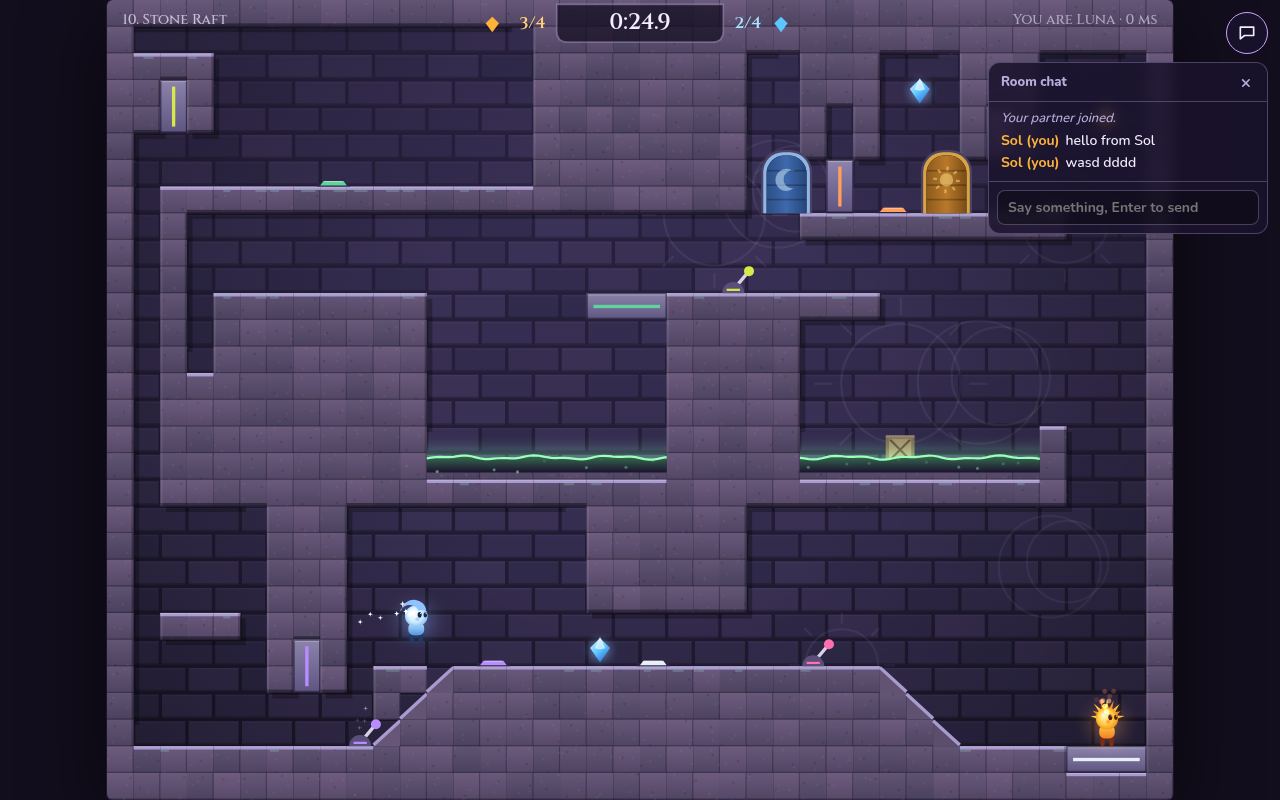 10. Stone Raft
3/4
0:24.9
2/4
You are Luna · 0 ms
Room chat
×
Your partner joined.
Sol (you) hello from Sol
Sol (you) wasd dddd
Say something, Enter to send